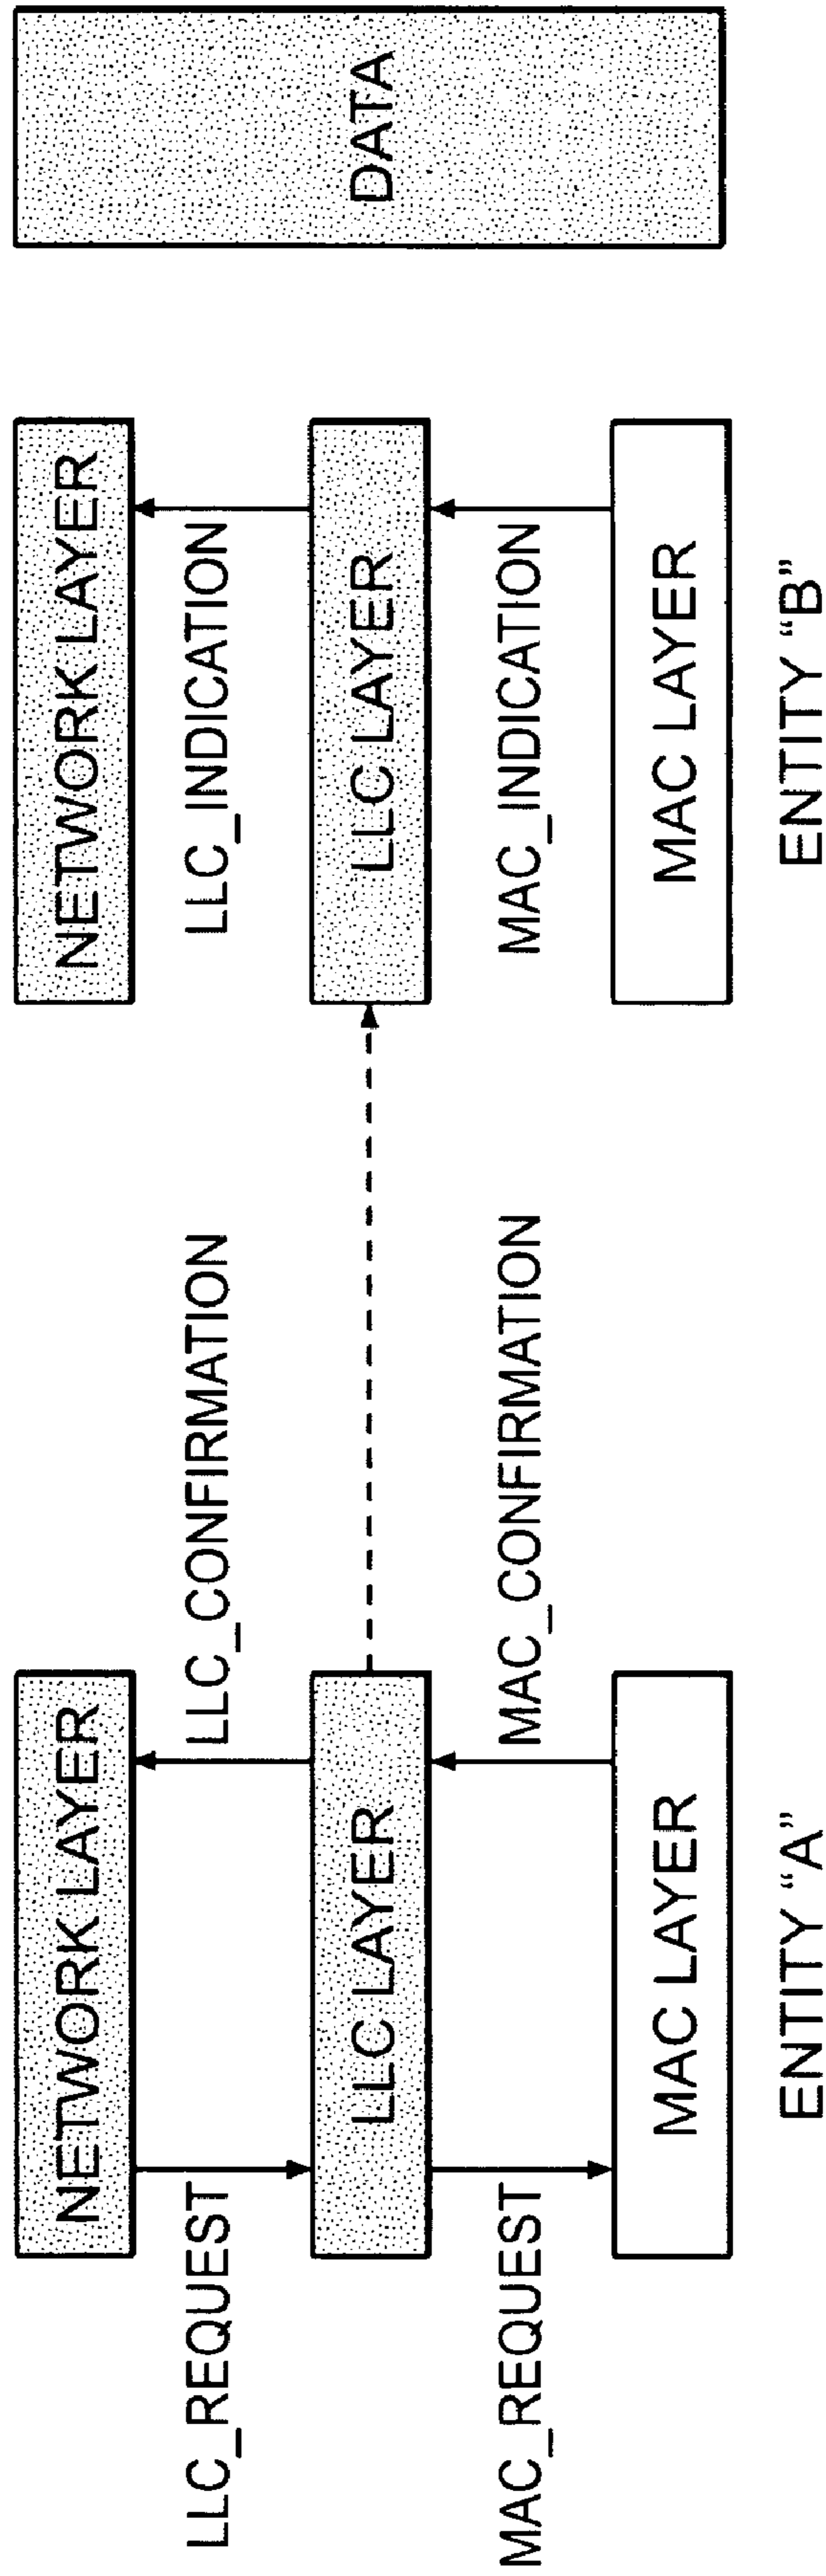 NETWORK LAYER
NETWORK LAYER
LLC_REQUEST
LLC_CONFIRMATION
LLC_INDICATION
LLC LAYER
LLC LAYER
DATA
MAC_REQUEST
MAC_CONFIRMATION
MAC_INDICATION
MAC LAYER
MAC LAYER
ENTITY “A”
ENTITY “B”